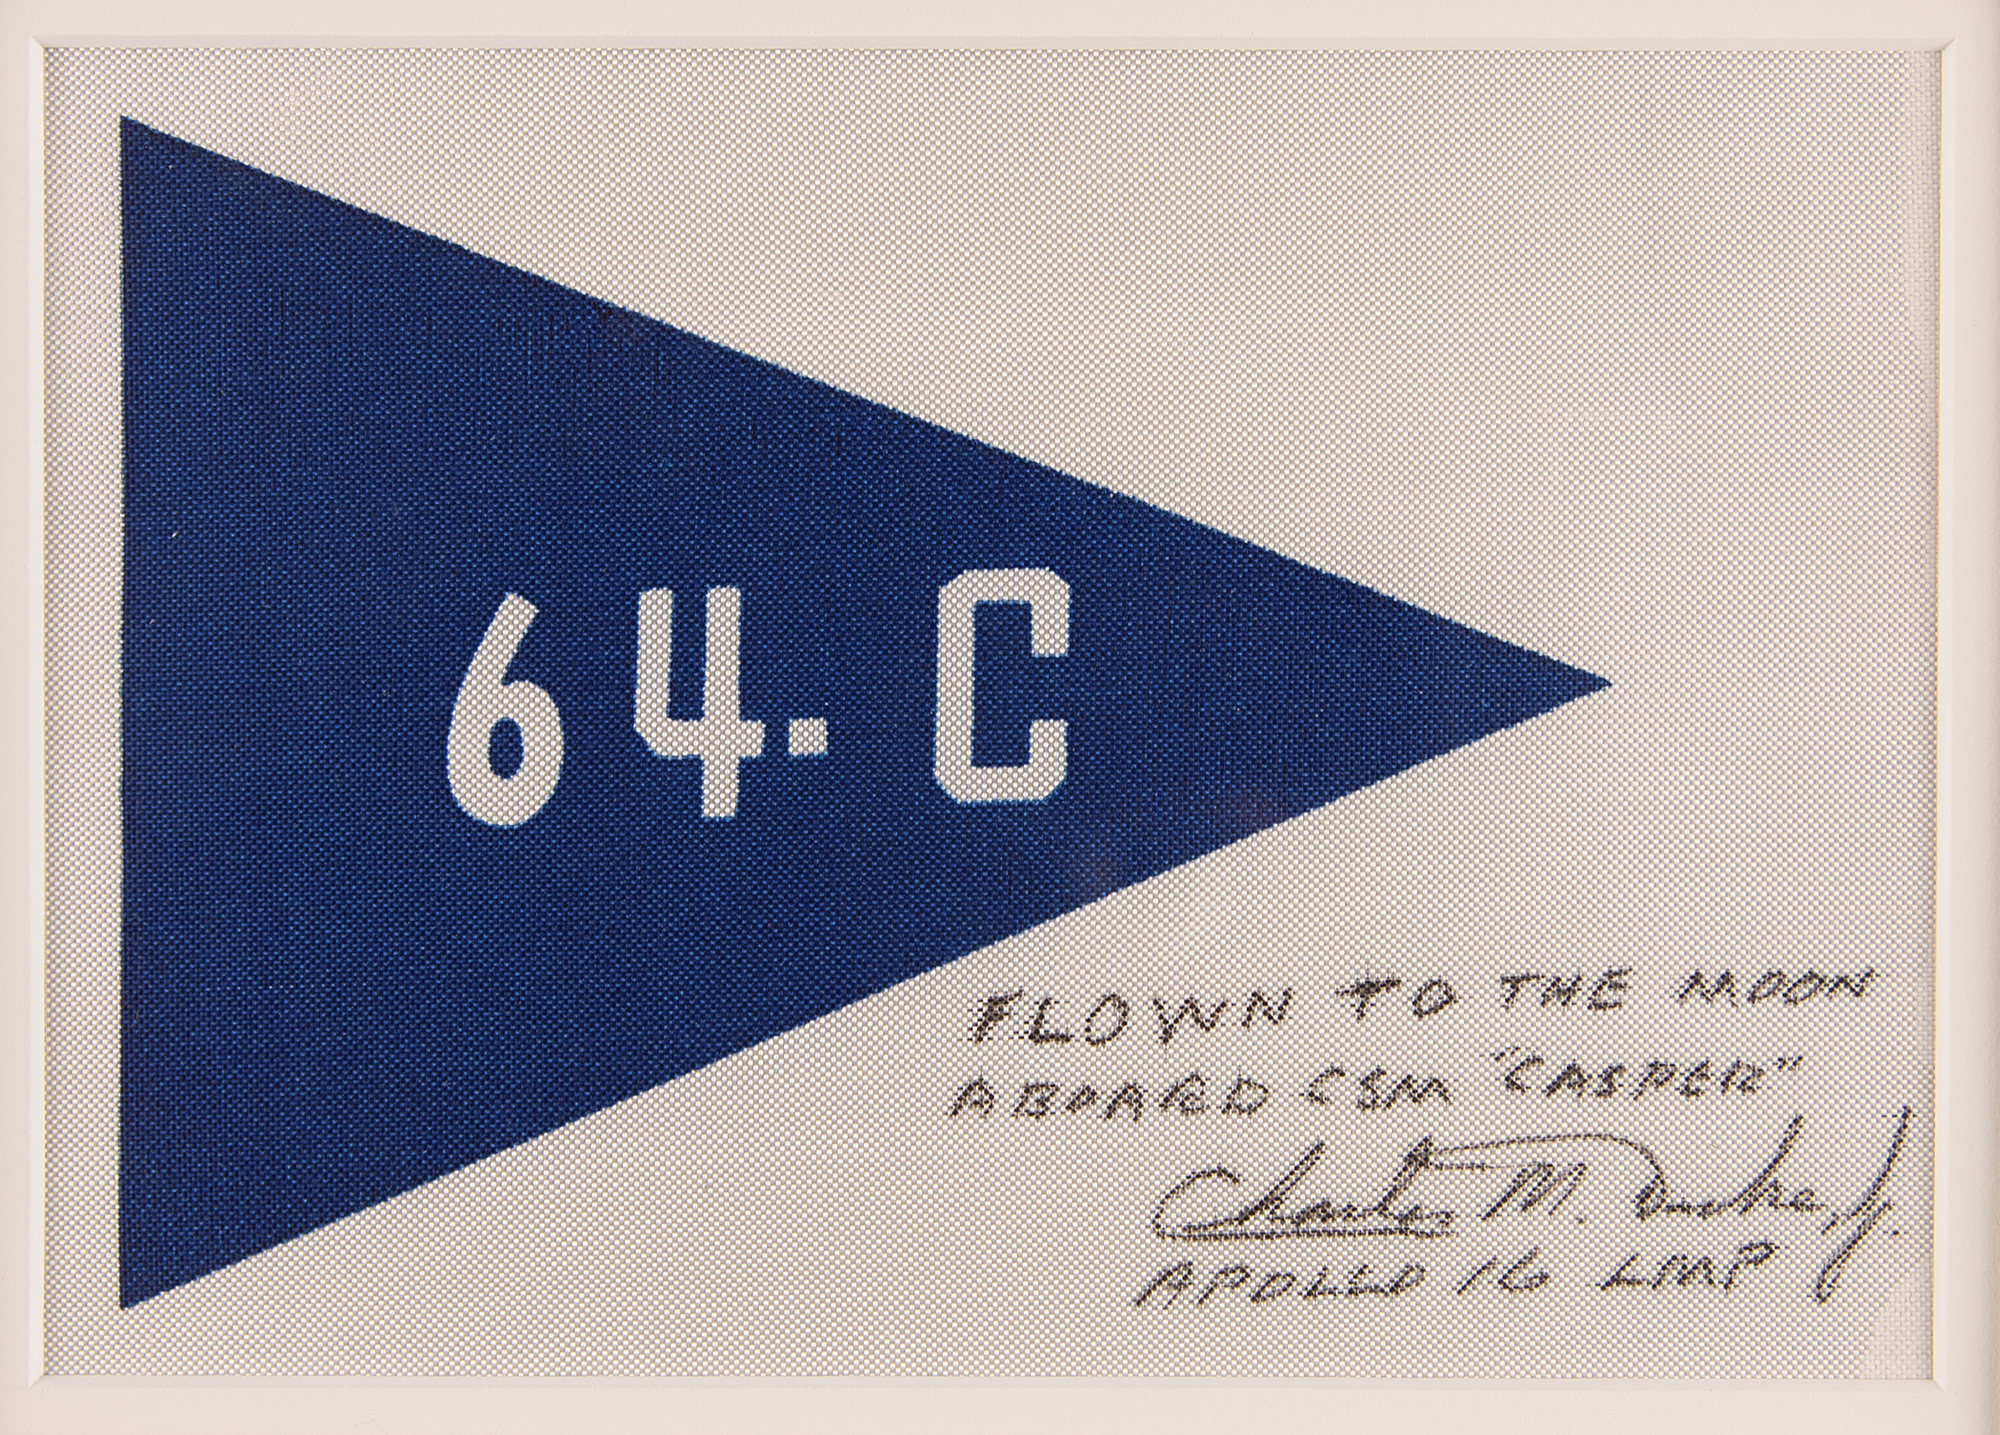 64. C
FLOWN TO THE MOON
ABOARD CSM "CASPER"
Charles M. Duke, Jr.
APOLLO 16 LMP